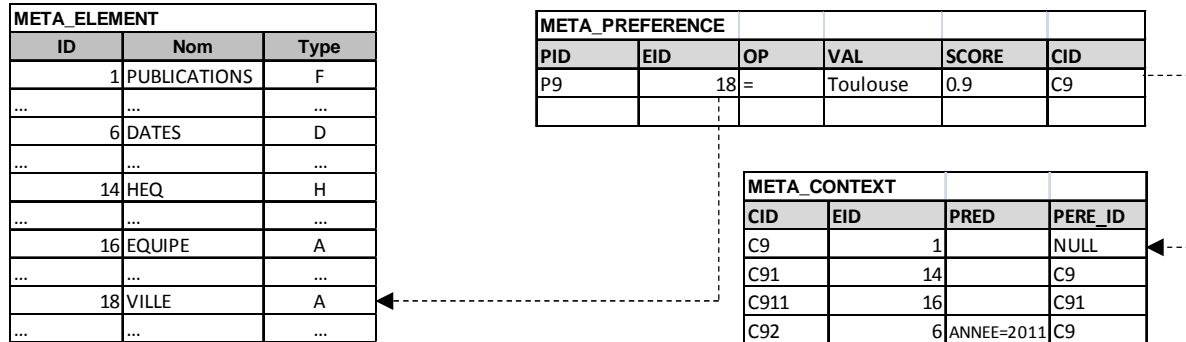 META_ELEMENT
ID Nom Type
1 PUBLICATIONS F
... ... ...
6 DATES D
... ... ...
14 HEQ H
... ... ...
16 EQUIPE A
... ... ...
18 VILLE A
... ... ...
META_PREFERENCE
PID EID OP VAL SCORE CID
P9 18 = Toulouse 0.9 C9
META_CONTEXT
CID EID PRED PERE_ID
C9 1 NULL
C91 14 C9
C911 16 C91
C92 6 ANNEE=2011 C9